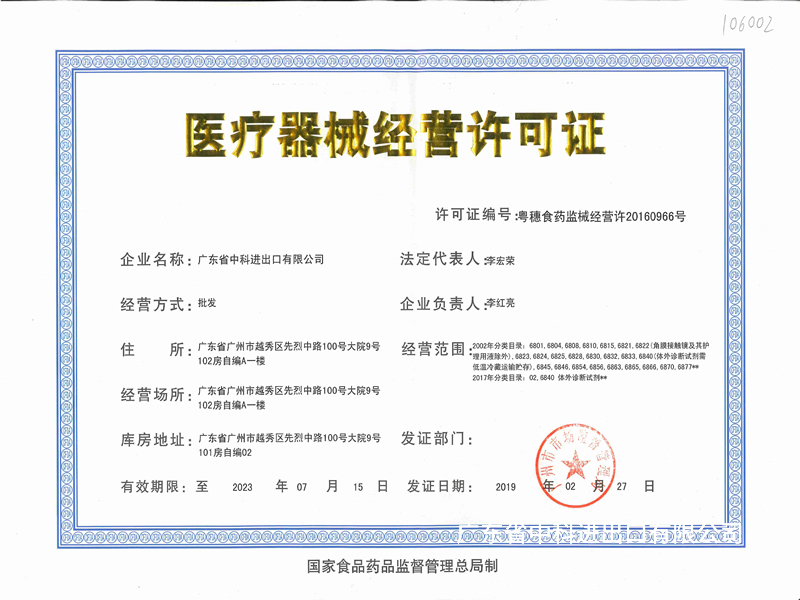 106002
医疗器械经营许可证
许可证编号:粤穗食药监械经营许20160966号
企业名称:广东省中科进出口有限公司
法定代表人:李宏荣
经营方式:批发
企业负责人:李红亮
住 所:广东省广州市越秀区先烈中路100号大院9号
102房自编A一楼
经营范围:2002年分类目录:6801,6804,6808,6810,6815,6821,6822(角膜接触镜及其护
理用液除外),6823,6824,6825,6828,6830,6832,6833,6840(体外诊断试剂需
低温冷藏运输贮存),6845,6846,6854,6856,6863,6865,6866,6870,6877**
2017年分类目录:02,6840 体外诊断试剂**
经营场所:广东省广州市越秀区先烈中路100号大院9号
102房自编A一楼
库房地址:广东省广州市越秀区先烈中路100号大院9号
101房自编02
发证部门:
有效期限:至 2023 年 07 月 15 日
发证日期: 2019 年 02 月 27 日
广东省中科进出口有限公司
国家食品药品监督管理总局制